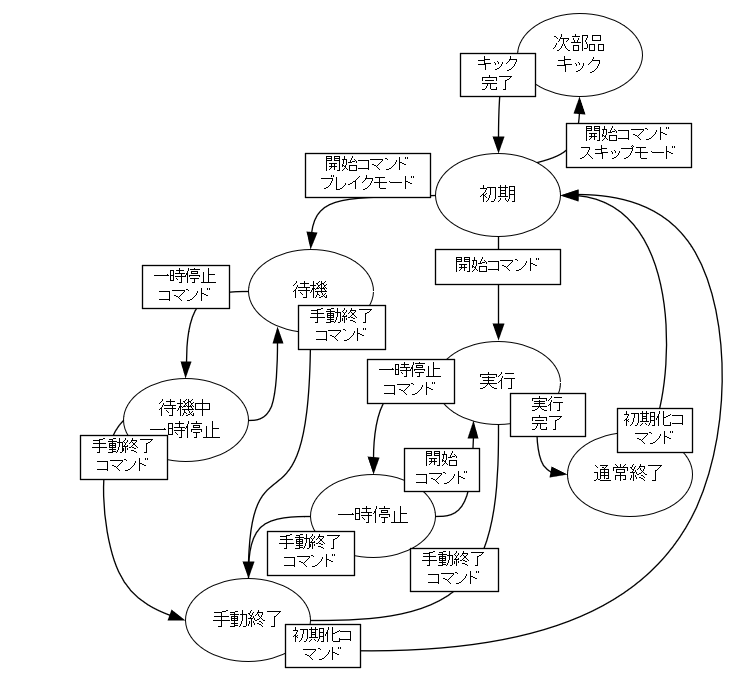 次部品
キック
キック
完了
開始コマンド
スキップモード
開始コマンド
ブレイクモード
初期
開始コマンド
一時停止
コマンド
待機
手動終了
コマンド
一時停止
コマンド
実行
実行
完了
待機中
一時停止
初期化コ
マンド
手動終了
コマンド
開始
コマンド
通常終了
一時停止
手動終了
コマンド
手動終了
コマンド
手動終了
初期化コ
マンド